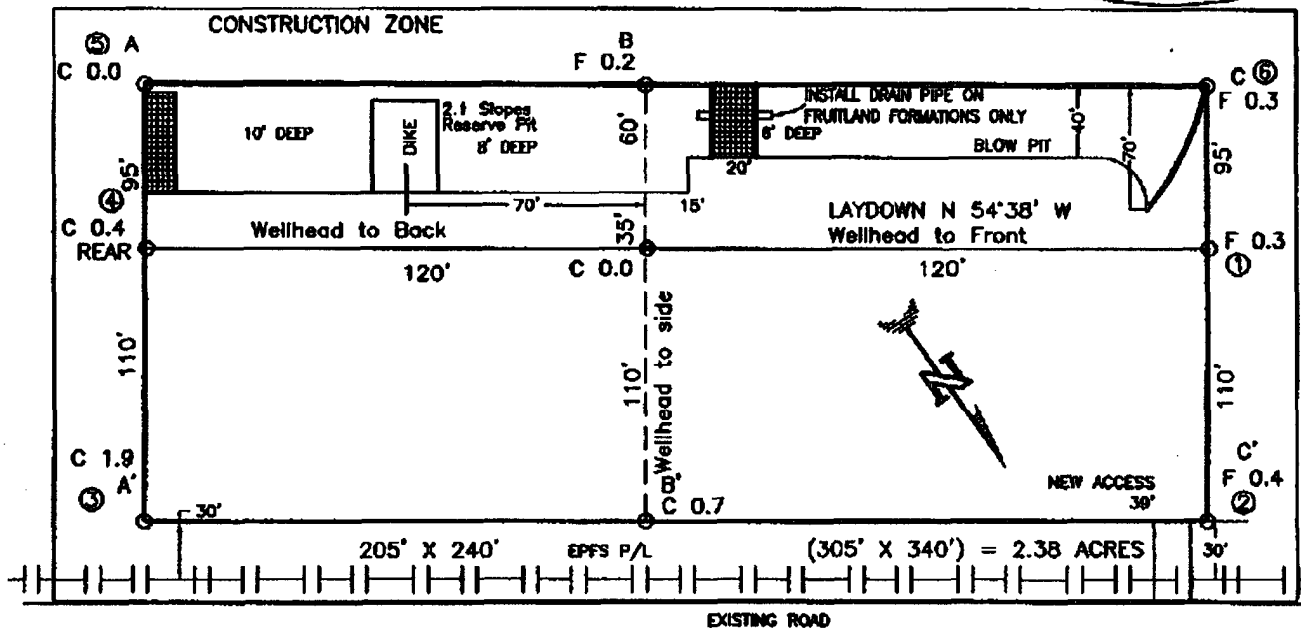 CONSTRUCTION ZONE
⑤ A
C 0.0
B
F 0.2
C ⑥
F 0.3
INSTALL DRAIN PIPE ON
FRUITLAND FORMATIONS ONLY
6' DEEP
BLOW PIT
2.1 Slopes
Reserve Pit
8' DEEP
10' DEEP
DIKE
60'
40'
70'
95'
95'
20'
70'
15'
④
C 0.4
REAR
Wellhead to Back
35'
LAYDOWN N 54°38' W
Wellhead to Front
F 0.3
①
120'
C 0.0
120'
110'
110'
Wellhead to side
110'
N
C 1.9
③ A'
B'
C 0.7
NEW ACCESS
C'
F 0.4
②
30'
205' X 240'
EPFS P/L
(305' X 340') = 2.38 ACRES
30'
EXISTING ROAD